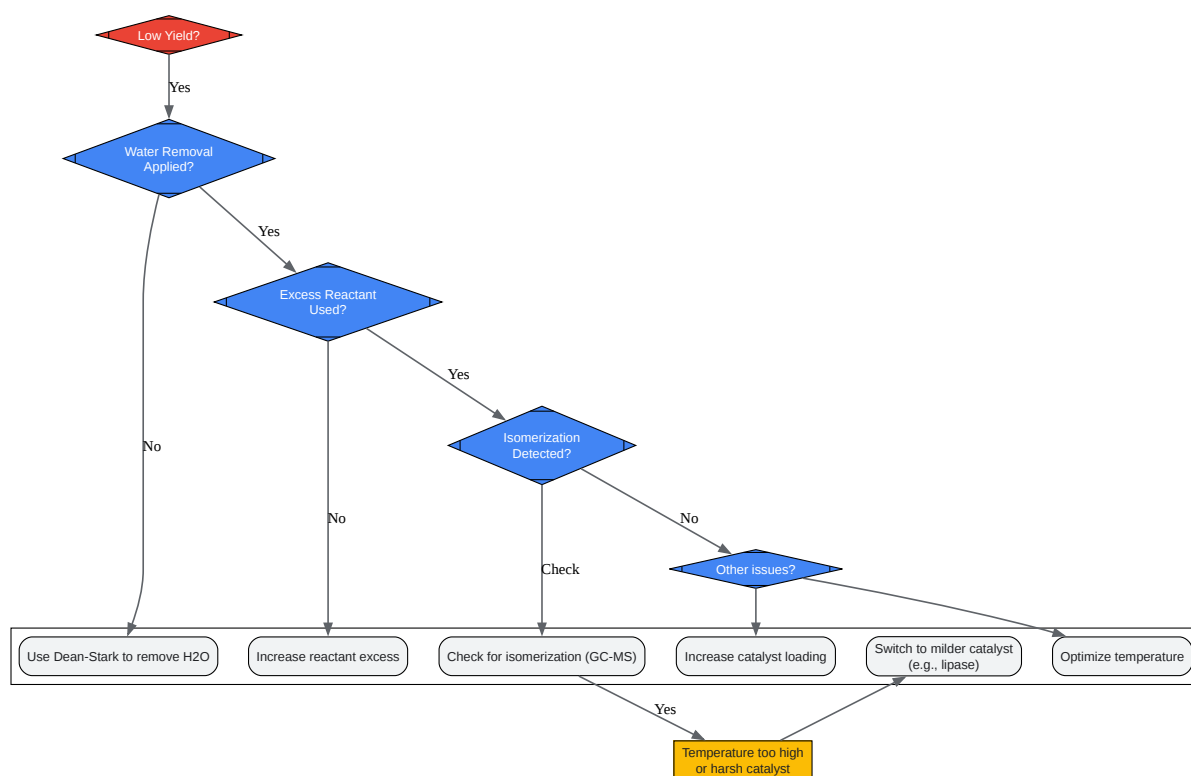 Low Yield?
Yes
Water Removal
Applied?
Yes
Excess Reactant
Used?
Yes
No
Isomerization
Detected?
No
No
Check
Other issues?
Use Dean-Stark to remove H2O
Increase reactant excess
Check for isomerization (GC-MS)
Increase catalyst loading
Switch to milder catalyst
(e.g., lipase)
Optimize temperature
Yes
Temperature too high
or harsh catalyst